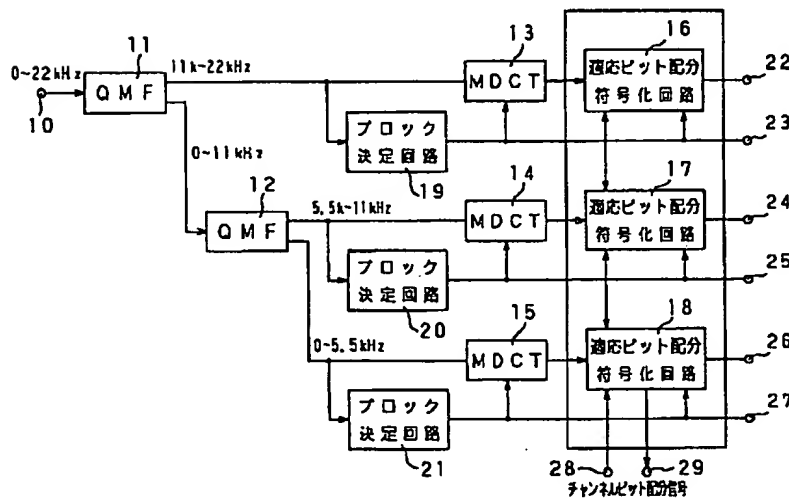 11
0~22kHz
QMF
10
11k~22kHz
13
MDCT
16
適応ビット配分
符号化回路
22
23
ブロック
決定回路
19
0~11kHz
12
QMF
5.5k~11kHz
14
MDCT
17
適応ビット配分
符号化回路
24
25
ブロック
決定回路
20
0~5.5kHz
15
MDCT
18
適応ビット配分
符号化回路
26
27
ブロック
決定回路
21
28
29
チャンネルビット配分信号